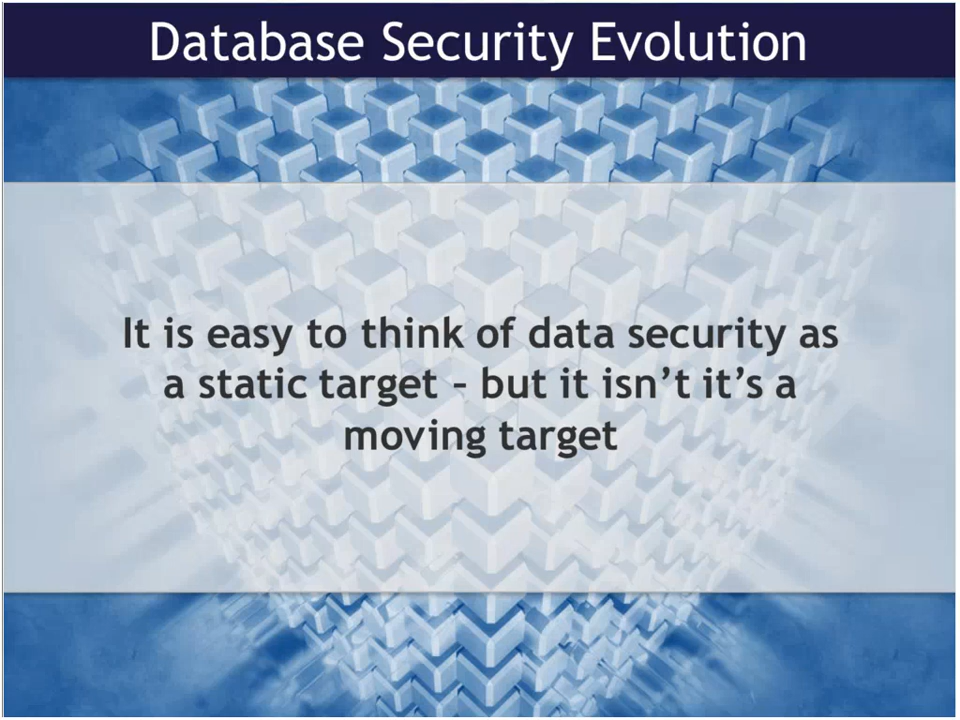 Database Security Evolution
It is easy to think of data security as
a static target – but it isn’t it’s a
moving target